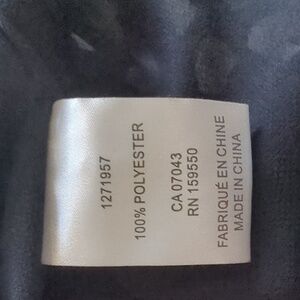 1271957
100% POLYESTER
CA 07043
RN 159550
FABRIQUÉ EN CHINE
MADE IN CHINA